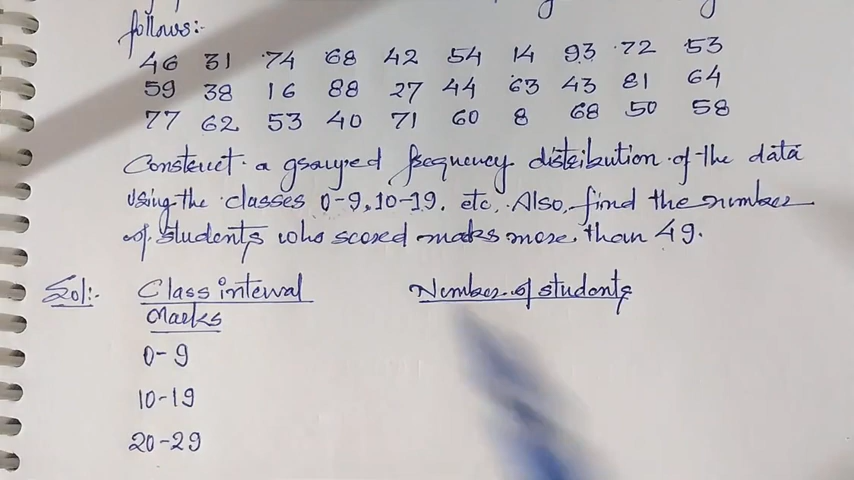 follows:-
46 31 74 68 42 54 14 93 72 53
59 38 16 88 27 44 63 43 81 64
77 62 53 40 71 60 8 68 50 58
Construct a grouped frequency distribution of the data
using the classes 0-9, 10-19. etc. Also, find the number
of students who scored marks more than 49.
Sol:- Class interval Number of students
Marks
0-9
10-19
20-29